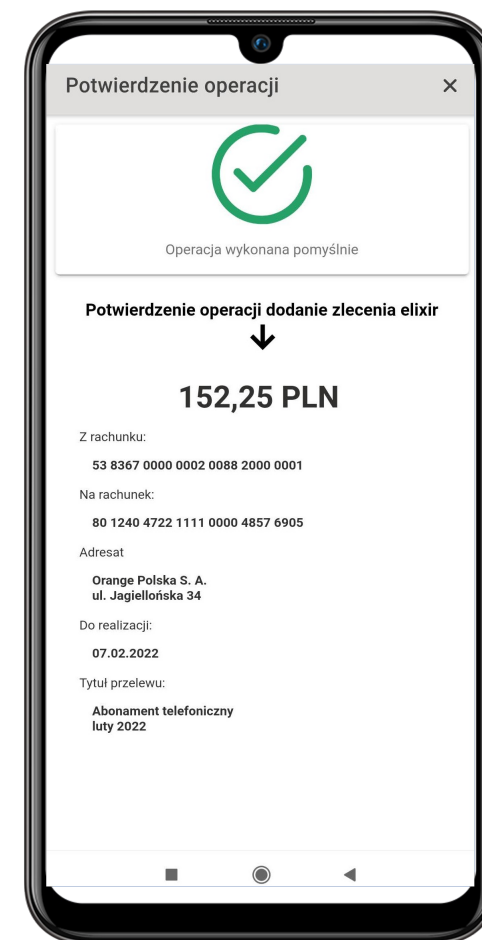 Potwierdzenie operacji
Operacja wykonana pomyślnie
Potwierdzenie operacji dodanie zlecenia elixir
152,25 PLN
Z rachunku:
53 8367 0000 0002 0088 2000 0001
Na rachunek:
80 1240 4722 1111 0000 4857 6905
Adresat
Orange Polska S. A.
ul. Jagiellońska 34
Do realizacji:
07.02.2022
Tytuł przelewu:
Abonament telefoniczny
luty 2022